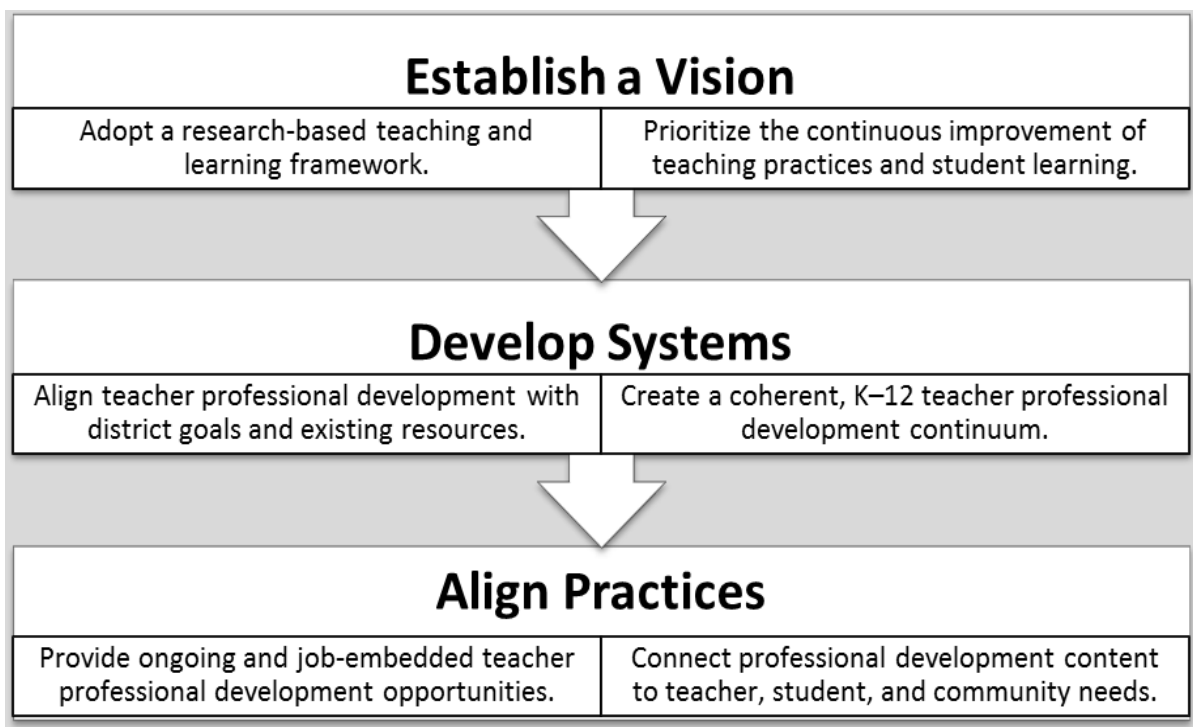 Establish a Vision
Adopt a research-based teaching and
learning framework.
Prioritize the continuous improvement of
teaching practices and student learning.
Develop Systems
Align teacher professional development with
district goals and existing resources.
Create a coherent, K–12 teacher professional
development continuum.
Align Practices
Provide ongoing and job-embedded teacher
professional development opportunities.
Connect professional development content
to teacher, student, and community needs.